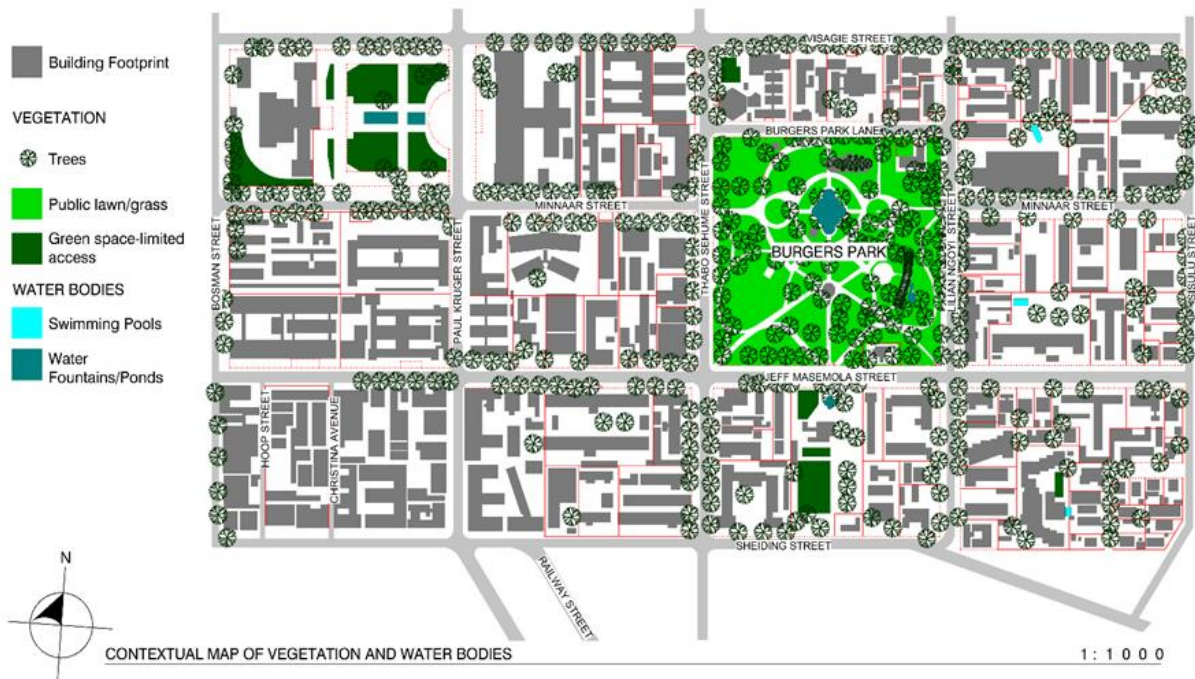 Building Footprint
VEGETATION
Trees
Public lawn/grass
Green space-limited
access
WATER BODIES
Swimming Pools
Water
Fountains/Ponds
VISAGIE STREET
BURGERS PARK LANE
MINNAAR STREET
MINNAAR STREET
BURGERS PARK
BOSMAN STREET
PAUL KRUGER STREET
THABO SEHUME STREET
LILIAN NGOYI STREET
SISULU STREET
JEFF MASEMOLA STREET
HOOP STREET
CHRISTINA AVENUE
SHEIDING STREET
RAILWAY STREET
N
CONTEXTUAL MAP OF VEGETATION AND WATER BODIES
1 : 1 0 0 0